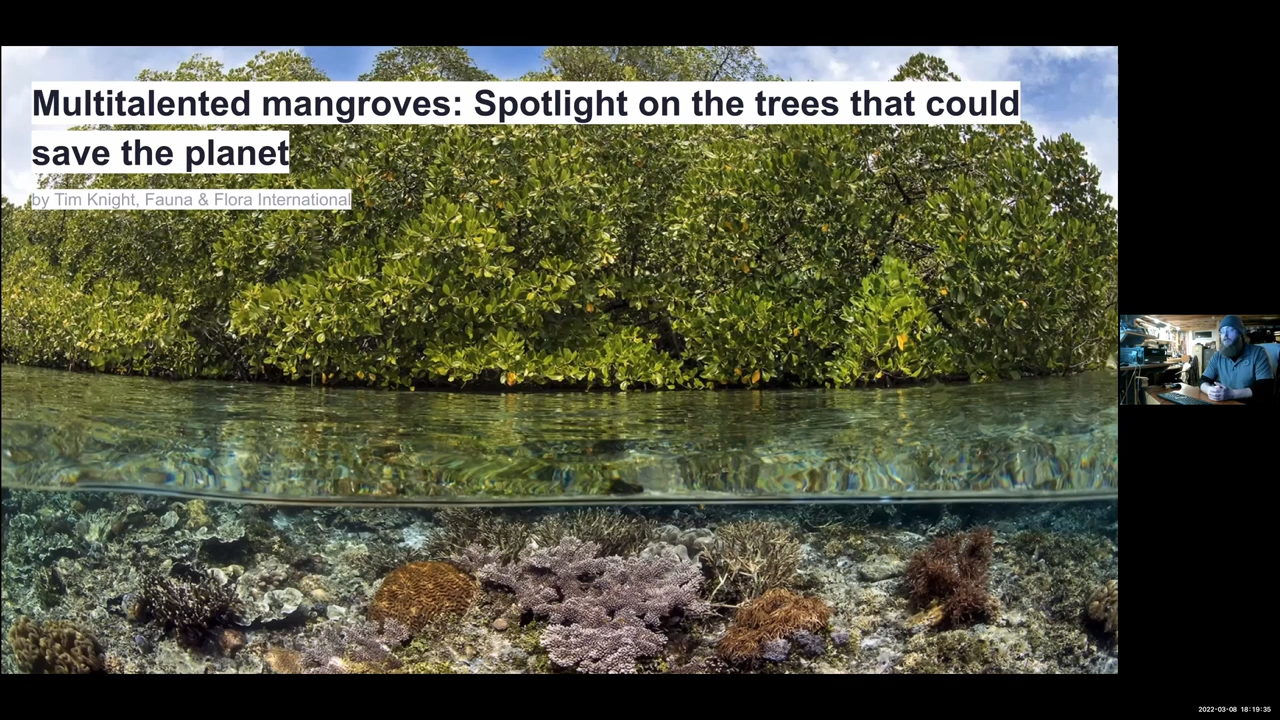 Multitalented mangroves: Spotlight on the trees that could
save the planet
by Tim Knight, Fauna & Flora International
2022-03-08 18:19:35